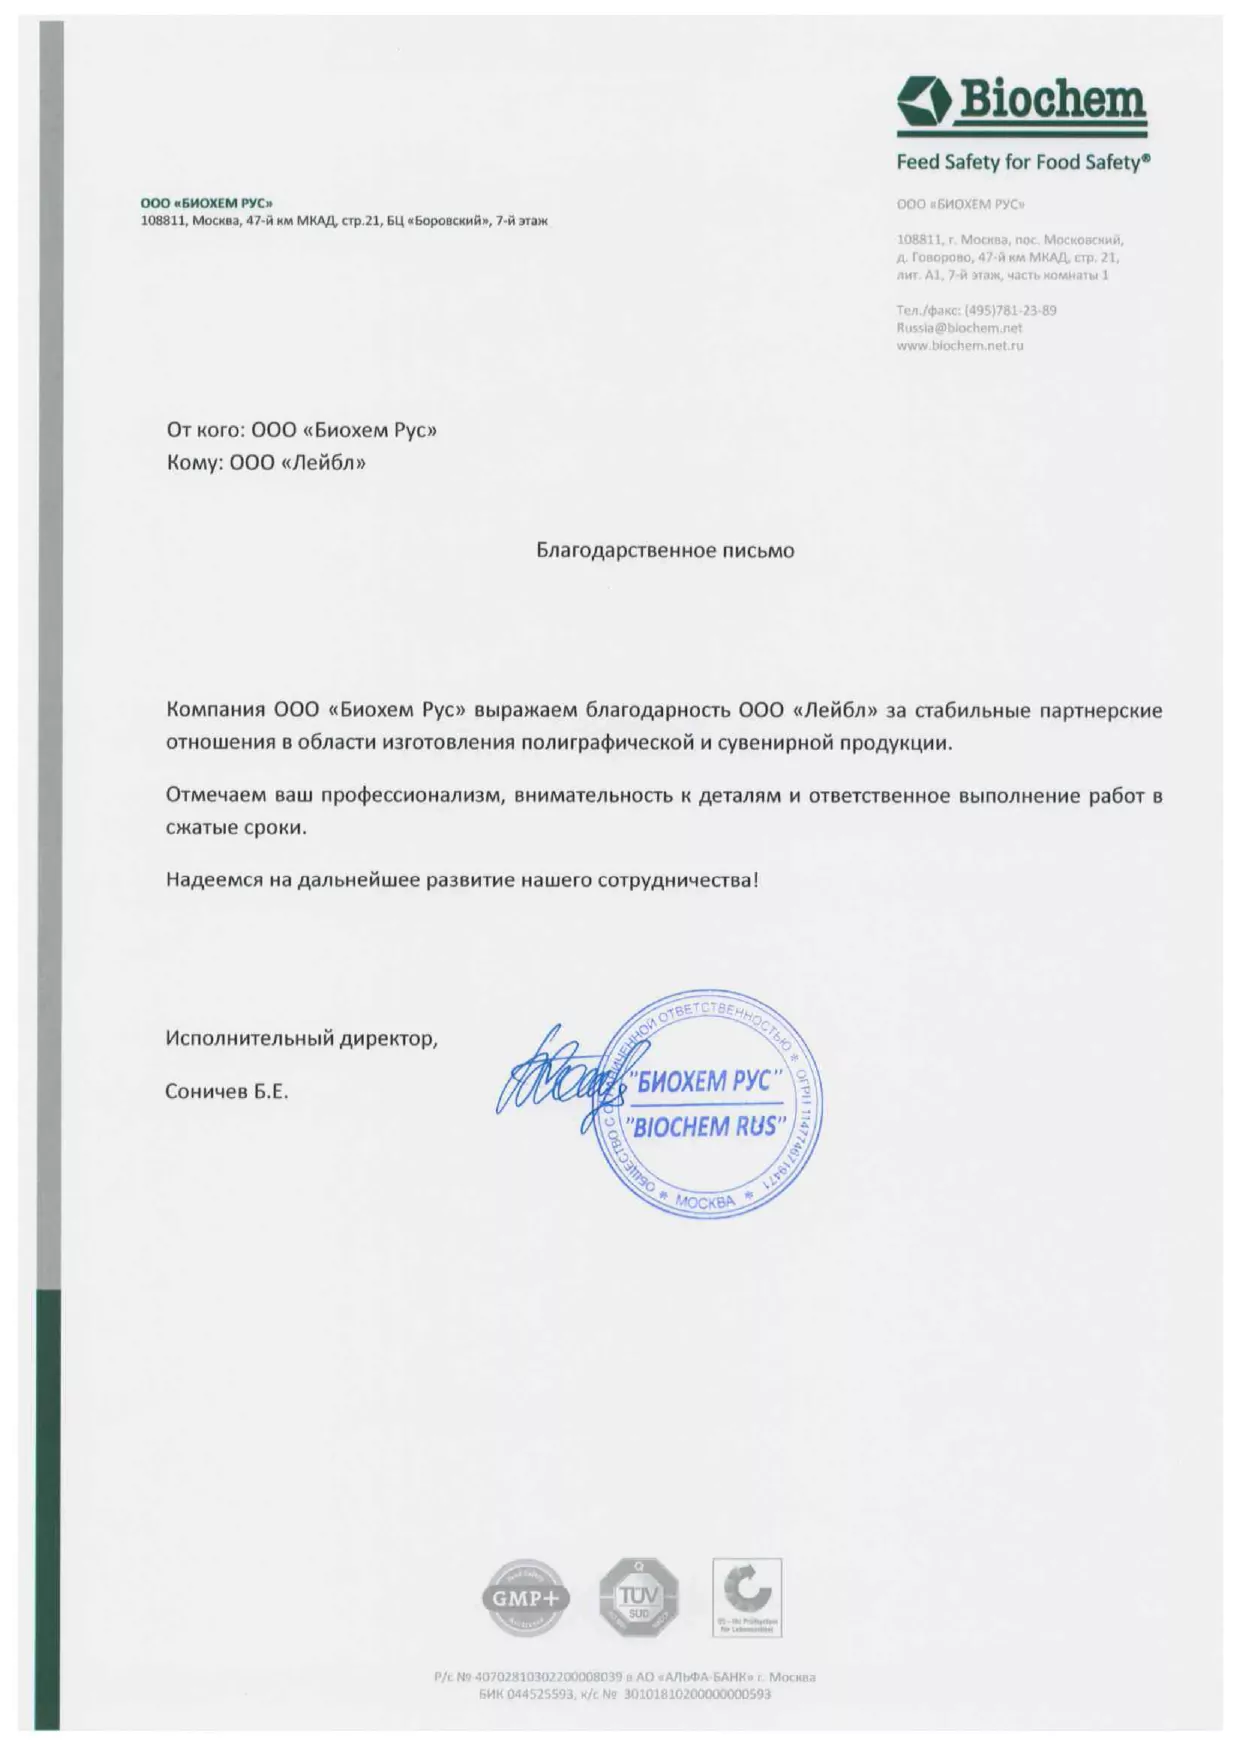 Biochem
Feed Safety for Food Safety®
ООО «БИОХЕМ РУС»
108811, Москва, 47-й км МКАД, стр.21, БЦ «Боровский», 7-й этаж
ООО «БИОХЕМ РУС»
108811, г. Москва, пос. Московский,
д. Говорово, 47-й км МКАД, стр. 21,
лит. А1, 7-й этаж, часть комнаты 1
Тел./факс: (495)781-23-89
Russia@biochem.net
www.biochem.net.ru
От кого: ООО «Биохем Рус»
Кому: ООО «Лейбл»
Благодарственное письмо
Компания ООО «Биохем Рус» выражаем благодарность ООО «Лейбл» за стабильные партнерские
отношения в области изготовления полиграфической и сувенирной продукции.
Отмечаем ваш профессионализм, внимательность к деталям и ответственное выполнение работ в
сжатые сроки.
Надеемся на дальнейшее развитие нашего сотрудничества!
Исполнительный директор,
Соничев Б.Е.
ОБЩЕСТВО С ОГРАНИЧЕННОЙ ОТВЕТСТВЕННОСТЬЮ * ОГРН 1147746719471
"БИОХЕМ РУС"
"BIOCHEM RUS"
* МОСКВА *
GMP+
TÜV
SÜD
QS – Ihr Prüfsystem
für Lebensmittel
Р/с № 40702810302200008039 в АО «АЛЬФА-БАНК» г. Москва
БИК 044525593, к/с № 30101810200000000593